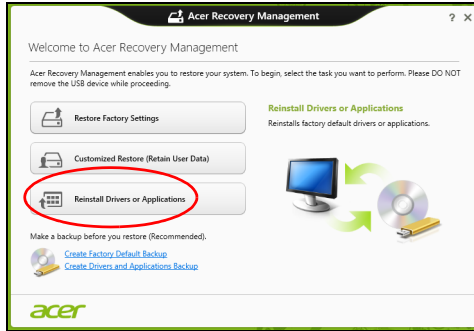 Acer Recovery Management
? X
Welcome to Acer Recovery Management
Acer Recovery Management enables you to restore your system. To begin, select the task you want to perform. Please DO NOT
remove the USB device while proceeding.
Restore Factory Settings
Customized Restore (Retain User Data)
Reinstall Drivers or Applications
Reinstall Drivers or Applications
Reinstalls factory default drivers or applications.
Make a backup before you restore (Recommended).
Create Factory Default Backup
Create Drivers and Applications Backup
acer